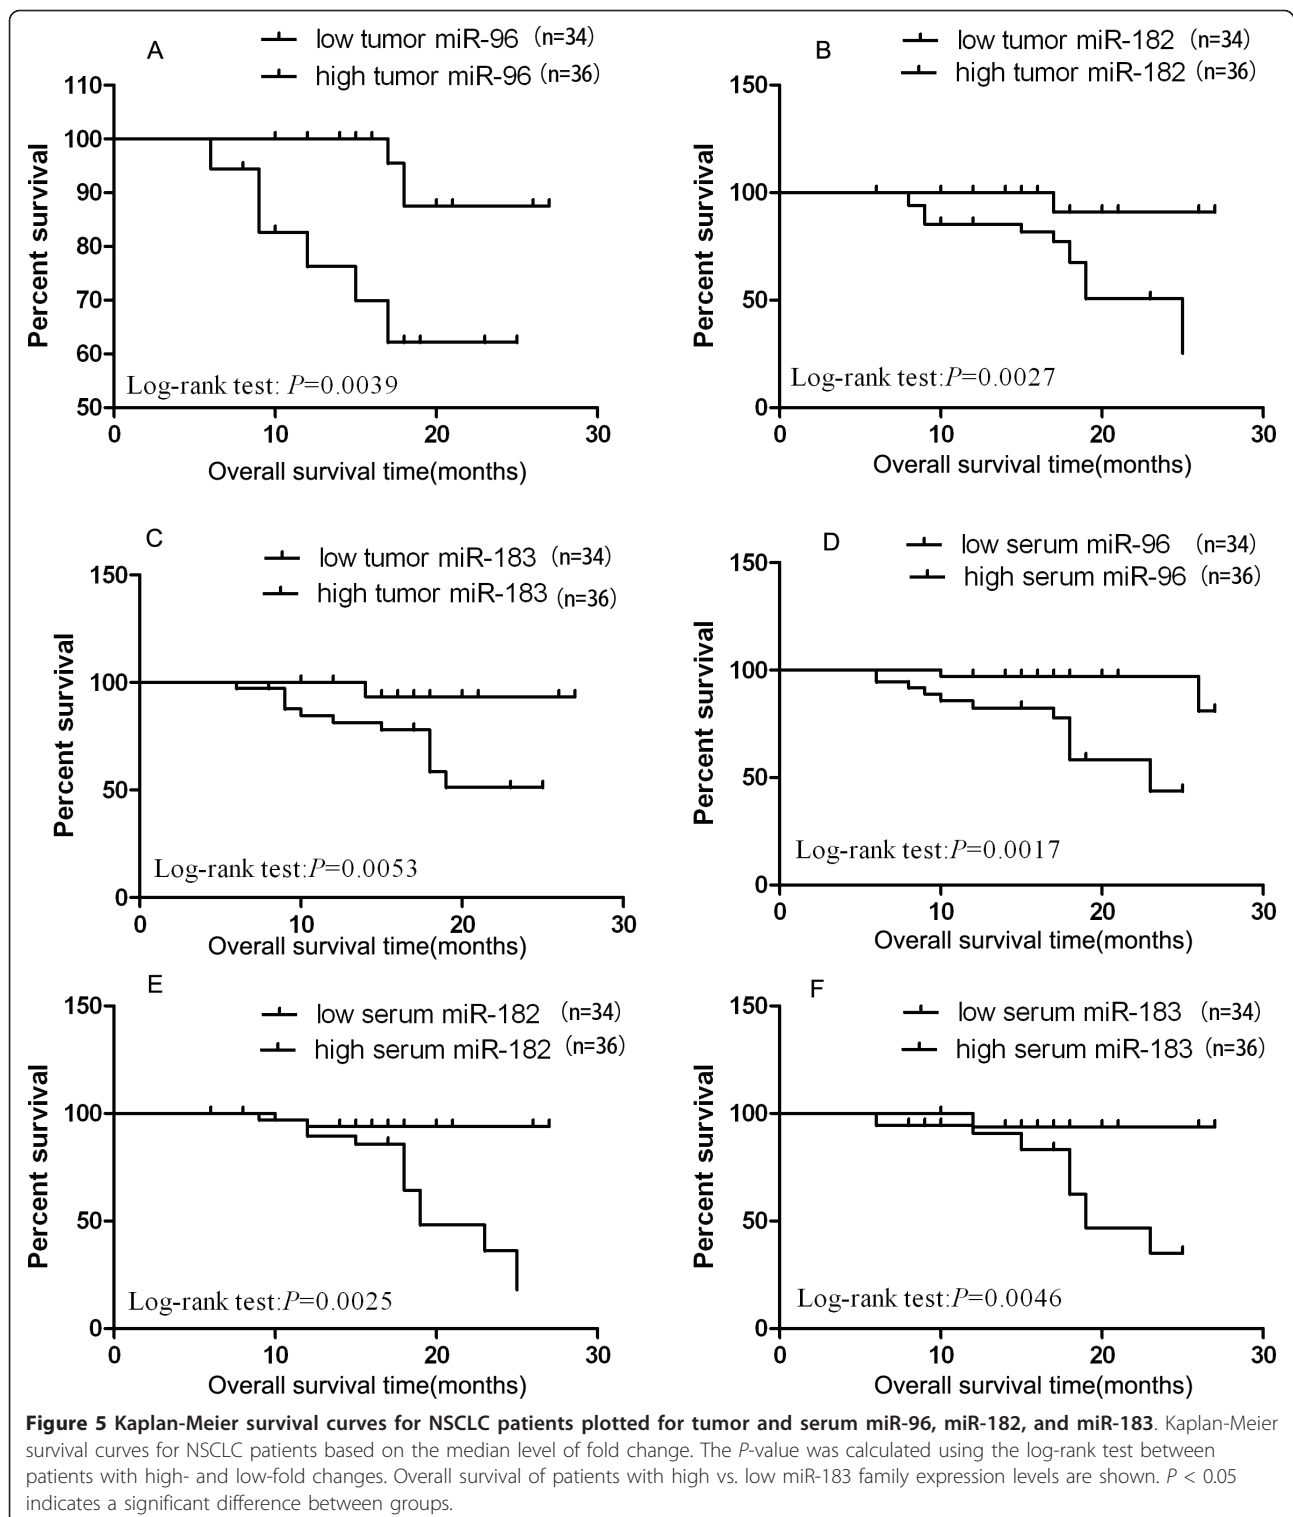 A
low tumor miR-96 (n=34)
high tumor miR-96 (n=36)
110
100
90
80
70
60
50
Percent survival
Log-rank test: P=0.0039
0 10 20 30
Overall survival time(months)
B
low tumor miR-182 (n=34)
high tumor miR-182 (n=36)
150
100
50
0
Percent survival
Log-rank test:P=0.0027
0 10 20 30
Overall survival time(months)
C
low tumor miR-183 (n=34)
high tumor miR-183 (n=36)
150
100
50
0
Percent survival
Log-rank test:P=0.0053
0 10 20 30
Overall survival time(months)
D
low serum miR-96 (n=34)
high serum miR-96 (n=36)
150
100
50
0
Percent survival
Log-rank test:P=0.0017
0 10 20 30
Overall survival time(months)
E
low serum miR-182 (n=34)
high serum miR-182 (n=36)
150
100
50
0
Percent survival
Log-rank test:P=0.0025
0 10 20 30
Overall survival time(months)
F
low serum miR-183 (n=34)
high serum miR-183 (n=36)
150
100
50
0
Percent survival
Log-rank test:P=0.0046
0 10 20 30
Overall survival time(months)
Figure 5 Kaplan-Meier survival curves for NSCLC patients plotted for tumor and serum miR-96, miR-182, and miR-183. Kaplan-Meier
survival curves for NSCLC patients based on the median level of fold change. The P-value was calculated using the log-rank test between
patients with high- and low-fold changes. Overall survival of patients with high vs. low miR-183 family expression levels are shown. P < 0.05
indicates a significant difference between groups.